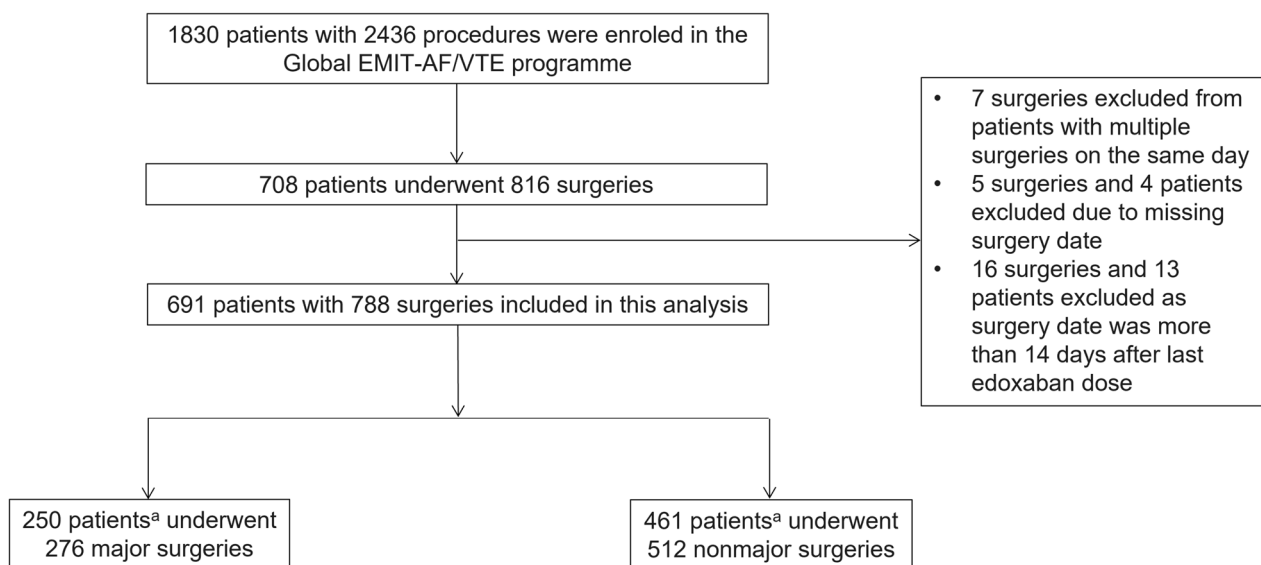 1830 patients with 2436 procedures were enroled in the
Global EMIT-AF/VTE programme
708 patients underwent 816 surgeries
• 7 surgeries excluded from
patients with multiple
surgeries on the same day
• 5 surgeries and 4 patients
excluded due to missing
surgery date
• 16 surgeries and 13
patients excluded as
surgery date was more
than 14 days after last
edoxaban dose
691 patients with 788 surgeries included in this analysis
250 patientsᵃ underwent
276 major surgeries
461 patientsᵃ underwent
512 nonmajor surgeries